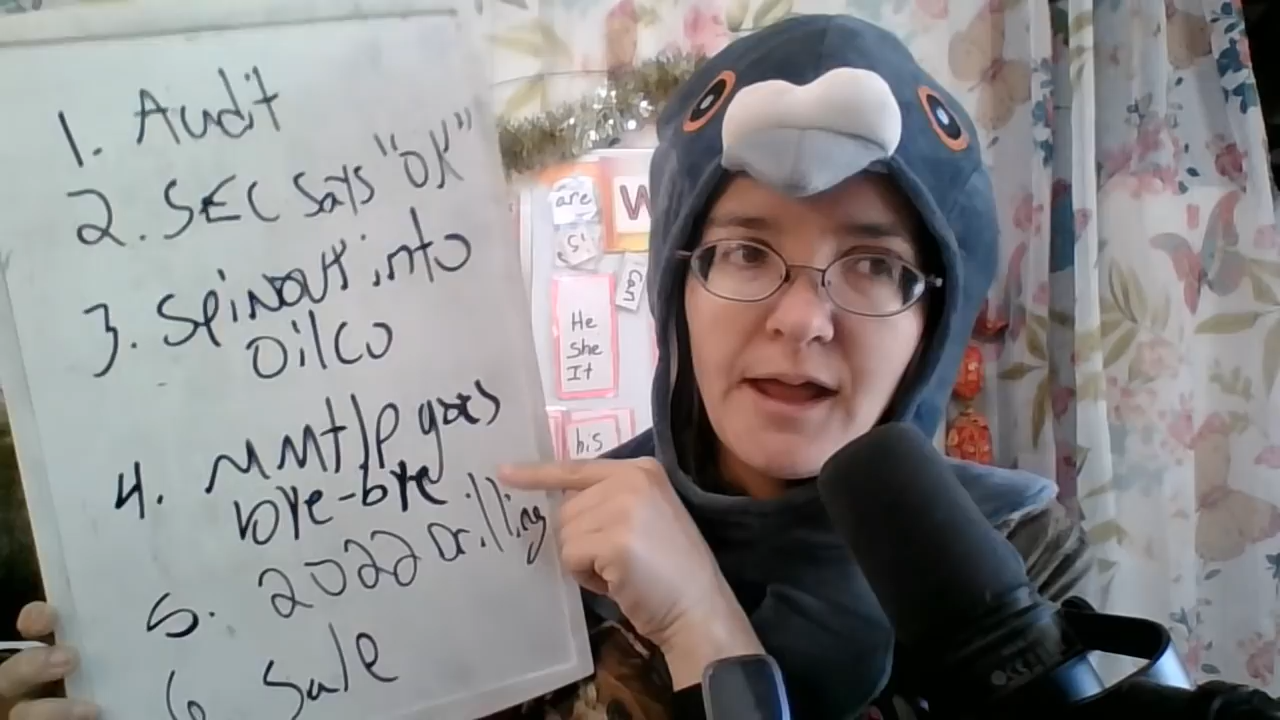 1. Audit
2. SEC Says "OK"
3. Spinout into
oilco
4. MMtlp goes
bye-bye
5. 2022 Drilling
6 Sale
are
W
Can
He
She
It
his